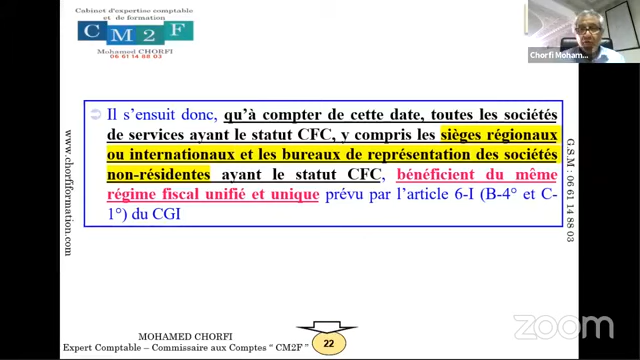 Cabinet d'expertise comptable
et de formation
CM2F
Mohamed CHORFI
06 61 14 88 03
Chorfi Moham...
Il s'ensuit donc, qu'à compter de cette date, toutes les sociétés
de services ayant le statut CFC, y compris les sièges régionaux
ou internationaux et les bureaux de représentation des sociétés
non-résidentes ayant le statut CFC, bénéficient du même
régime fiscal unifié et unique prévu par l'article 6-I (B-4° et C-
1°) du CGI
www.chorfiformation.com
G.S.M : 06 61 14 88 03
MOHAMED CHORFI
Expert Comptable – Commissaire aux Comptes " CM2F "
22
zoom